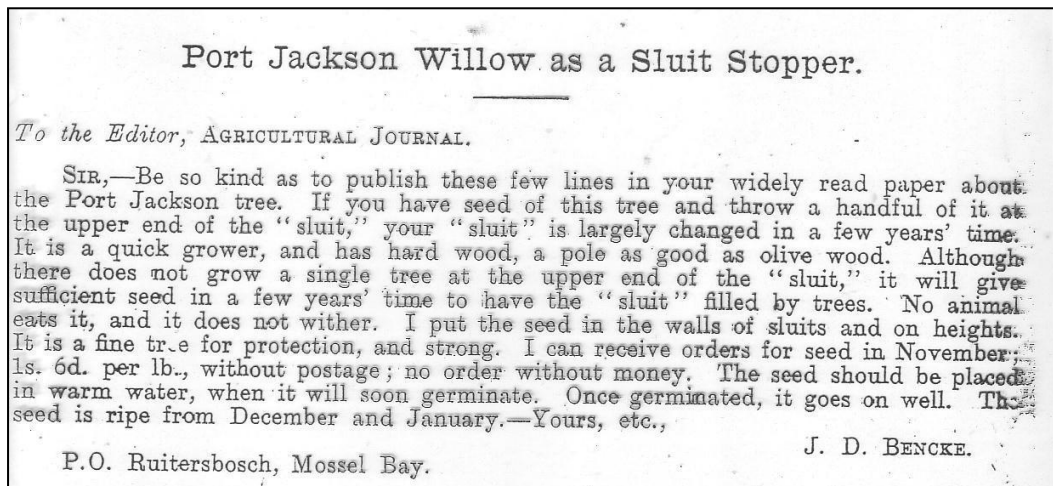 Port Jackson Willow as a Sluit Stopper.
To the Editor, AGRICULTURAL JOURNAL.
SIR,—Be so kind as to publish these few lines in your widely read paper about
the Port Jackson tree. If you have seed of this tree and throw a handful of it at
the upper end of the "sluit," your "sluit" is largely changed in a few years' time.
It is a quick grower, and has hard wood, a pole as good as olive wood. Although
there does not grow a single tree at the upper end of the "sluit," it will give
sufficient seed in a few years' time to have the "sluit" filled by trees. No animal
eats it, and it does not wither. I put the seed in the walls of sluits and on heights.
It is a fine tree for protection, and strong. I can receive orders for seed in November;
1s. 6d. per lb., without postage; no order without money. The seed should be placed
in warm water, when it will soon germinate. Once germinated, it goes on well. The
seed is ripe from December and January.—Yours, etc.,
J. D. BENCKE.
P.O. Ruitersbosch, Mossel Bay.